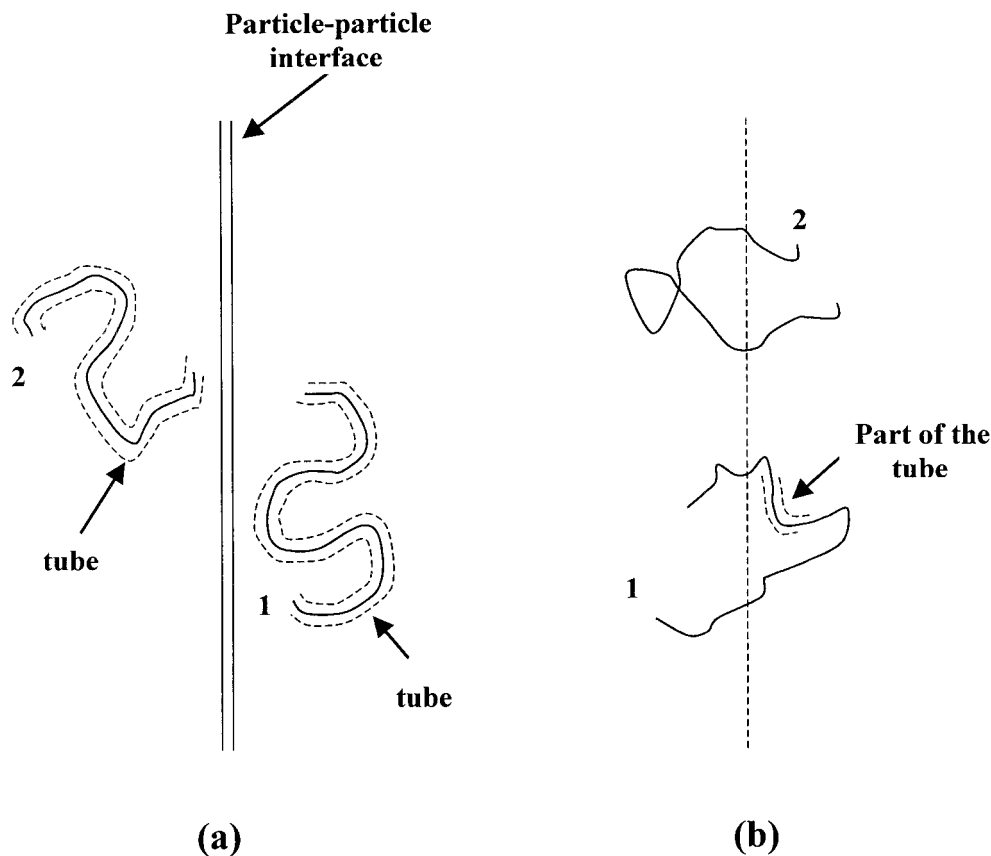 Particle-particle
interface
2
tube
1
tube
(a)
2
Part of the
tube
1
(b)